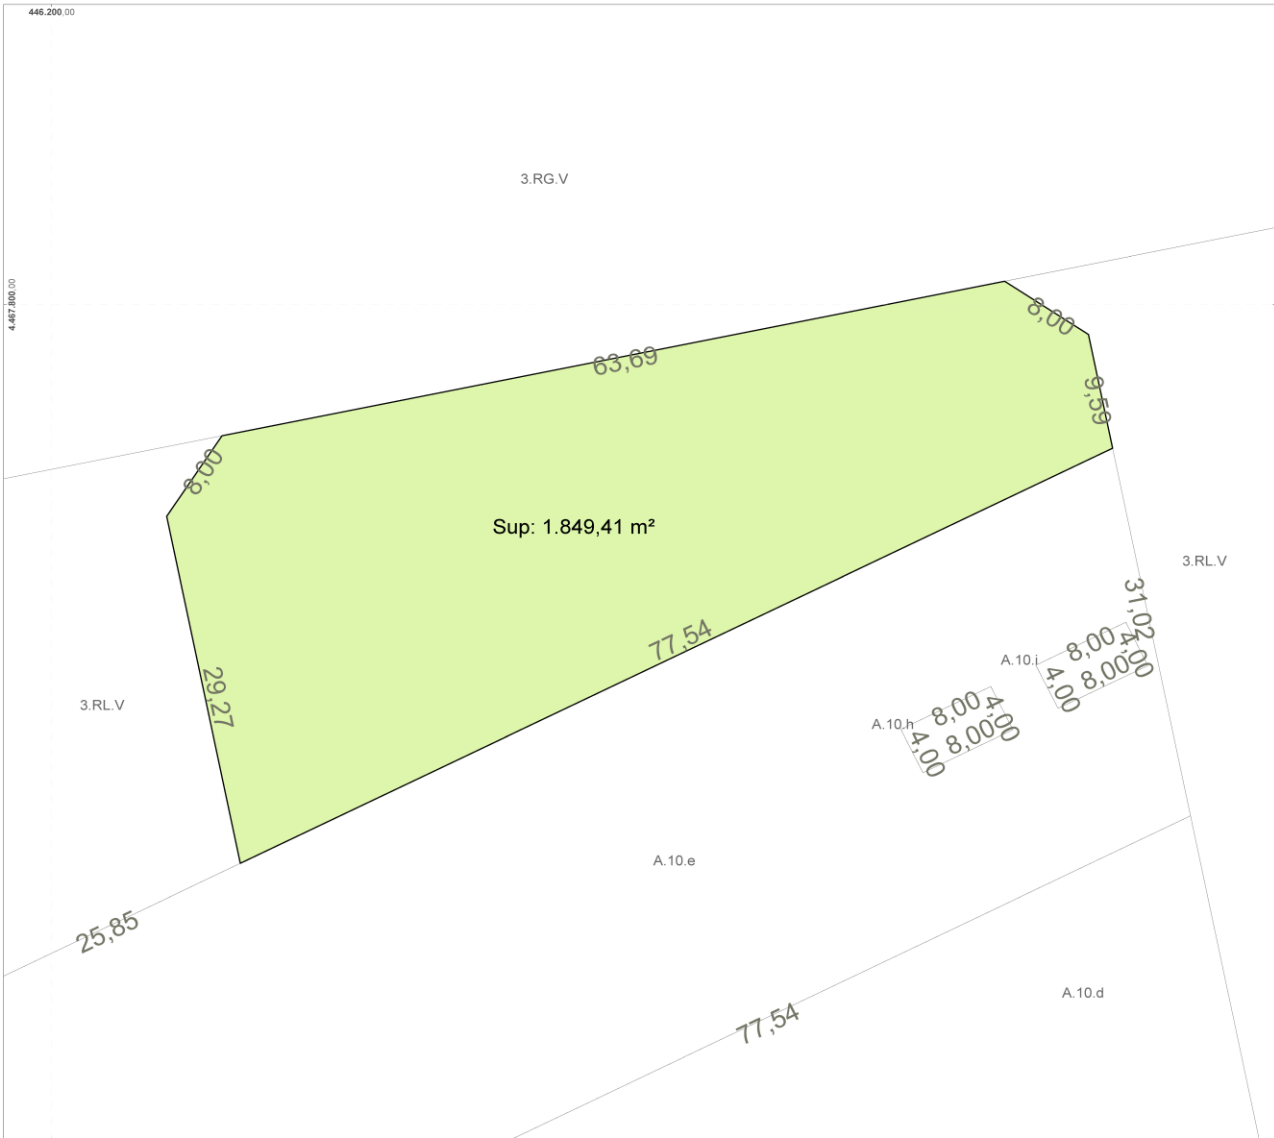 446.200,00
3.RG.V
4.467.800,00
8,00
63,69
9,59
8,00
Sup: 1.849,41 m²
3.RL.V
31,02
77,54
8,00
4,00
A.10.i
8,00
4,00
29,27
3.RL.V
8,00
4,00
A.10.h
8,00
4,00
A.10.e
25,85
A.10.d
77,54